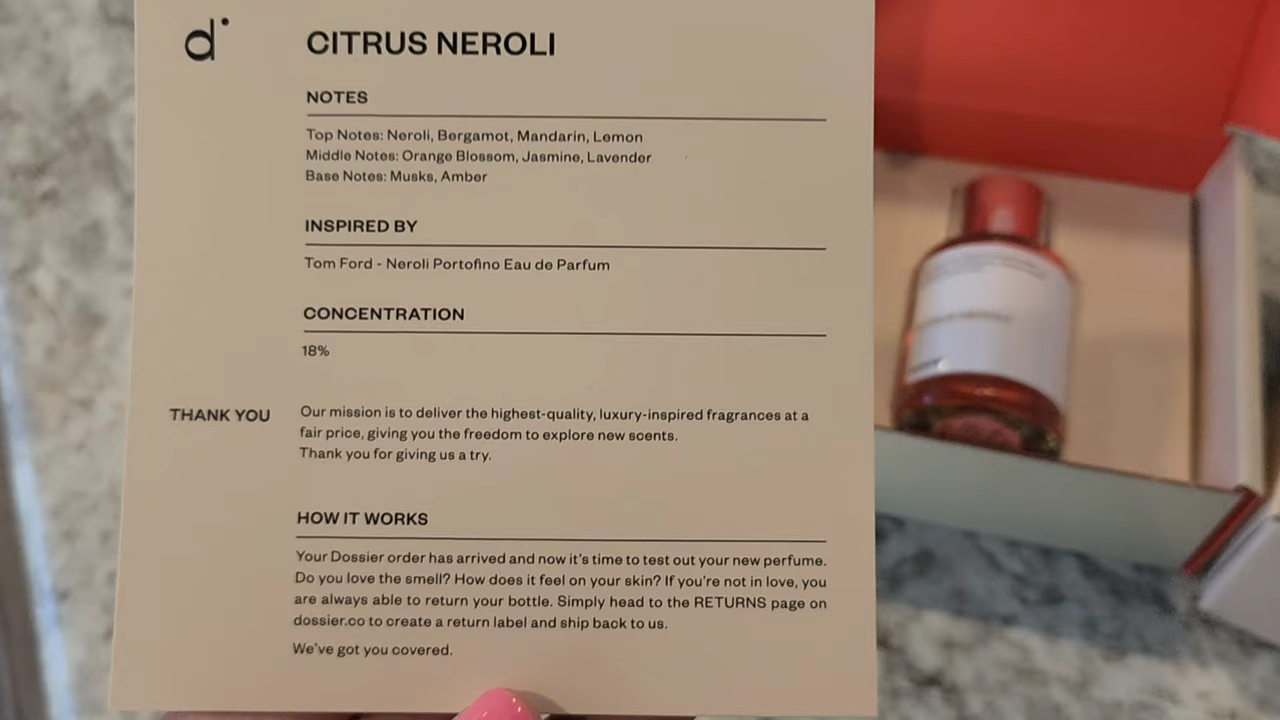 d
CITRUS NEROLI
NOTES
Top Notes: Neroli, Bergamot, Mandarin, Lemon
Middle Notes: Orange Blossom, Jasmine, Lavender
Base Notes: Musks, Amber
INSPIRED BY
Tom Ford - Neroli Portofino Eau de Parfum
CONCENTRATION
18%
THANK YOU
Our mission is to deliver the highest-quality, luxury-inspired fragrances at a
fair price, giving you the freedom to explore new scents.
Thank you for giving us a try.
HOW IT WORKS
Your Dossier order has arrived and now it's time to test out your new perfume.
Do you love the smell? How does it feel on your skin? If you're not in love, you
are always able to return your bottle. Simply head to the RETURNS page on
dossier.co to create a return label and ship back to us.
We've got you covered.